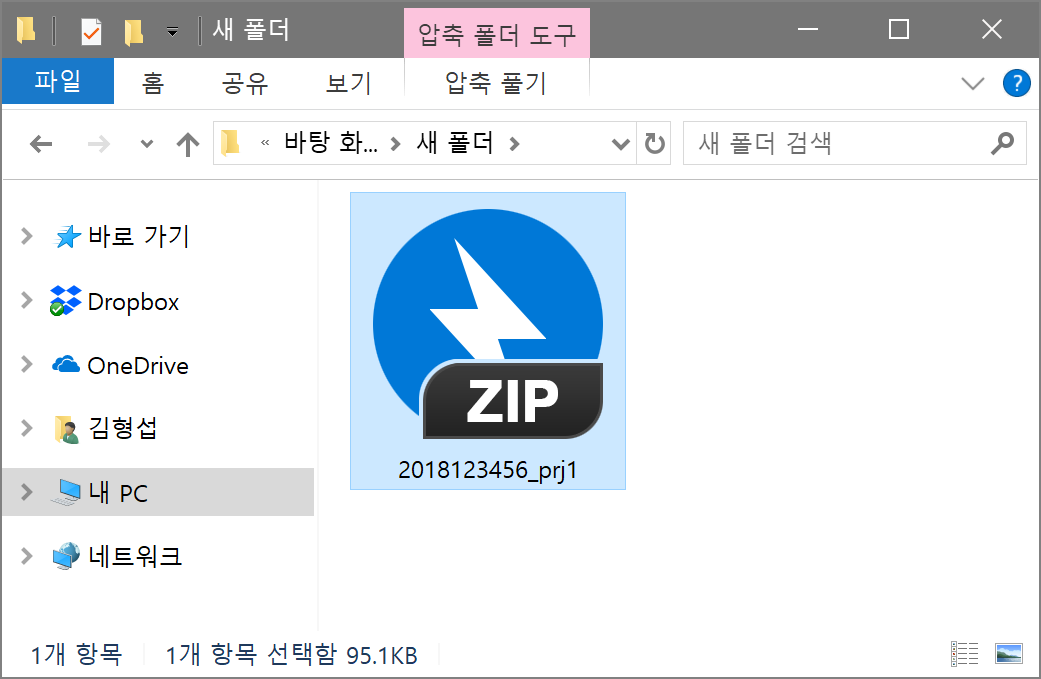 새 폴더
압축 폴더 도구
파일 홈 공유 보기 압축 풀기
?
« 바탕 화... 새 폴더
새 폴더 검색
바로 가기
Dropbox
OneDrive
김형섭
내 PC
네트워크
ZIP
2018123456_prj1
1개 항목 1개 항목 선택함 95.1KB